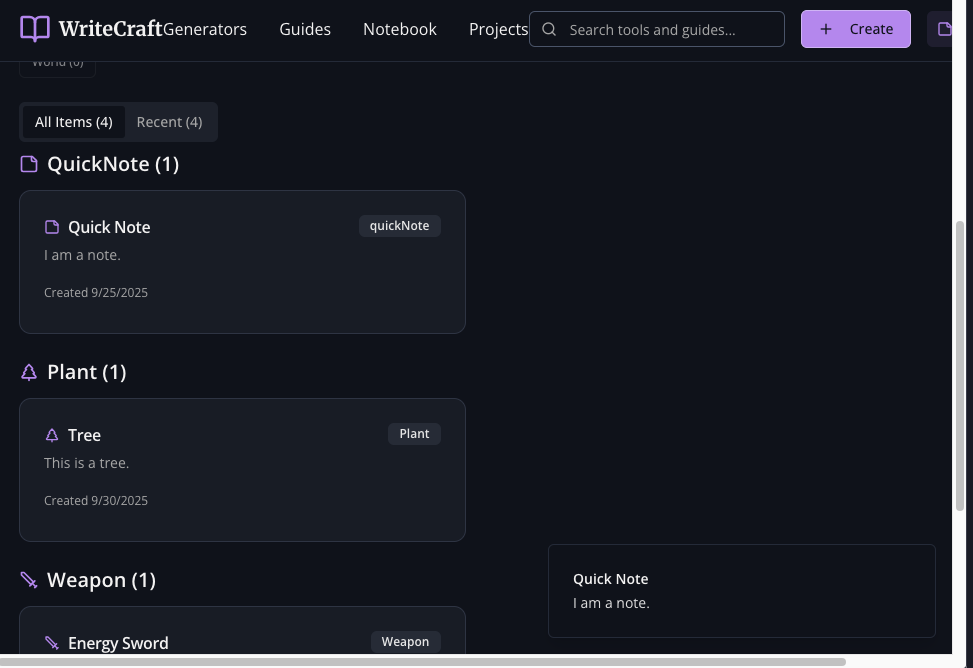 WriteCraft
Generators
Guides
Notebook
Projects
Search tools and guides...
+ Create
World (0)
All Items (4)
Recent (4)
QuickNote (1)
Quick Note
quickNote
I am a note.
Created 9/25/2025
Plant (1)
Tree
Plant
This is a tree.
Created 9/30/2025
Weapon (1)
Energy Sword
Weapon
Quick Note
I am a note.